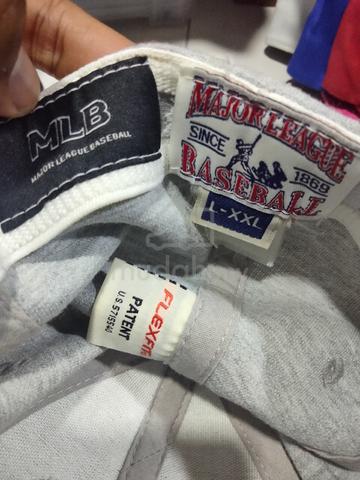 MLB
MAJOR LEAGUE BASEBALL
MAJOR LEAGUE
SINCE
1869
BASEBALL
L-XXL
FLEXFIT
PATENT